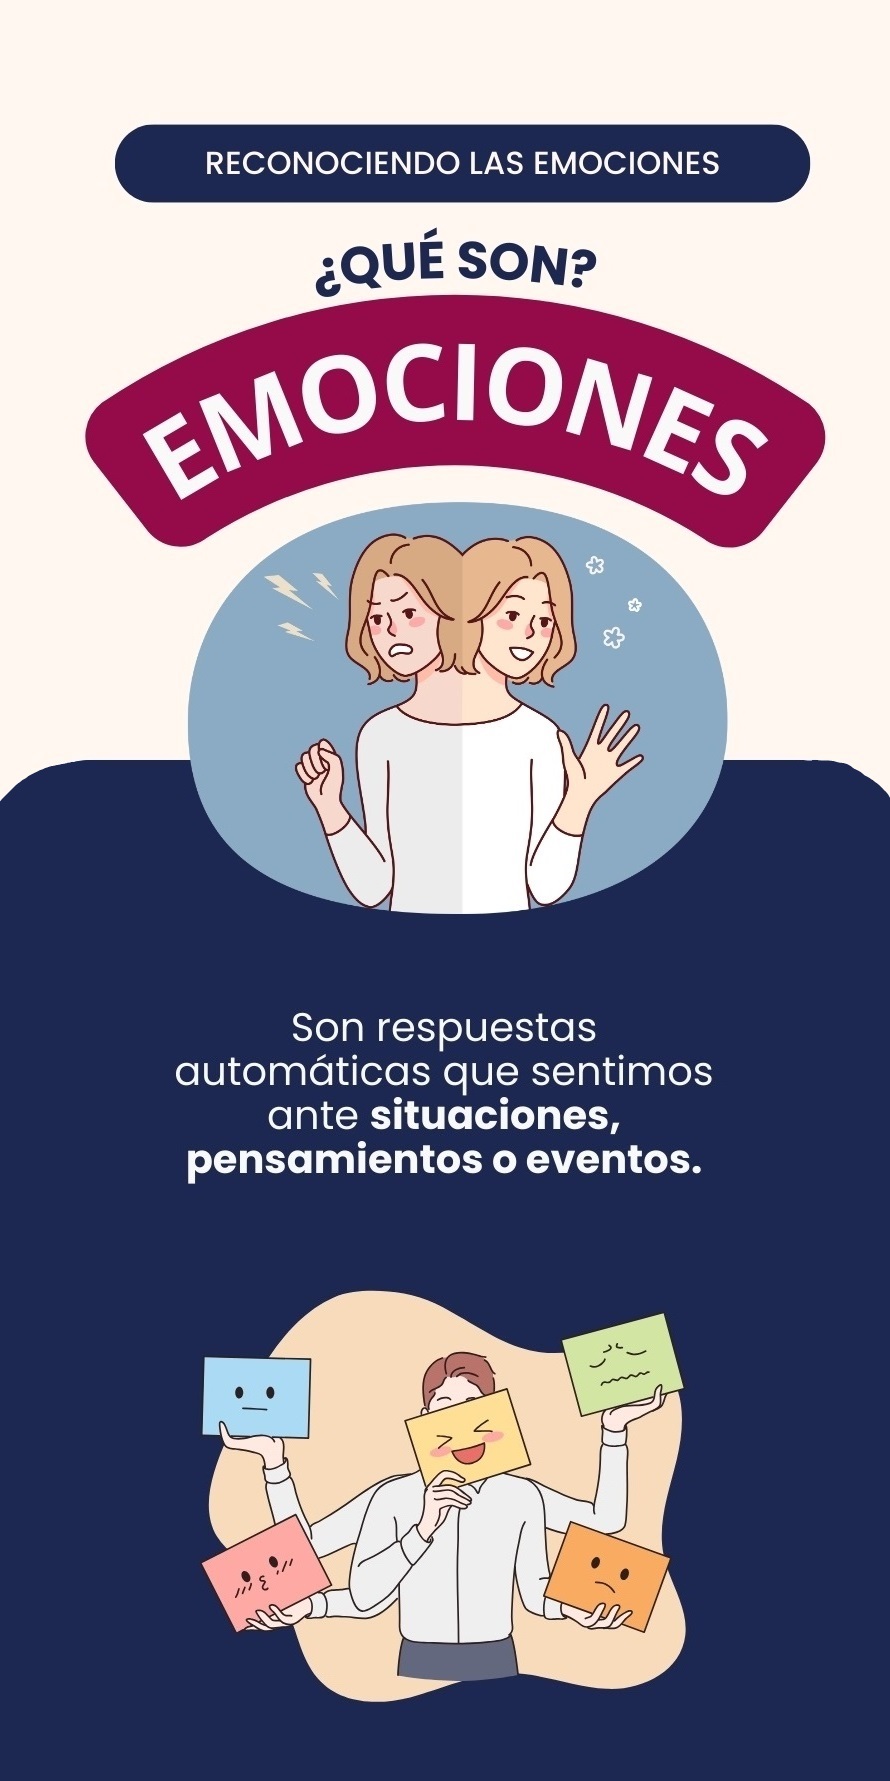 RECONOCIENDO LAS EMOCIONES
¿QUÉ SON?
EMOCIONES
Son respuestas
automáticas que sentimos
ante situaciones,
pensamientos o eventos.